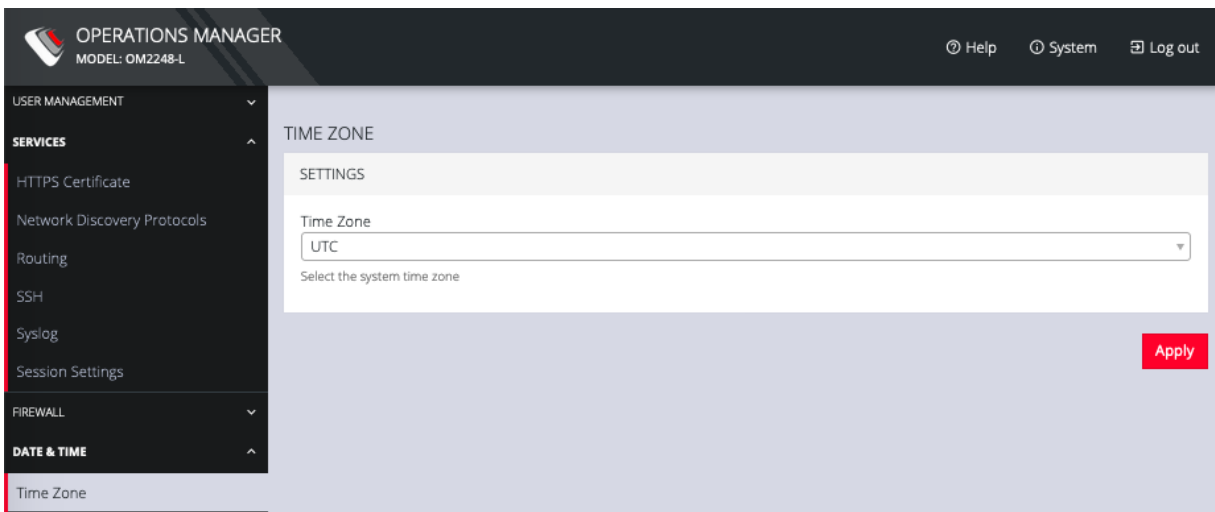 OPERATIONS MANAGER
MODEL: OM2248-L
Help
System
Log out
USER MANAGEMENT
SERVICES
HTTPS Certificate
Network Discovery Protocols
Routing
SSH
Syslog
Session Settings
FIREWALL
DATE & TIME
Time Zone
TIME ZONE
SETTINGS
Time Zone
UTC
Select the system time zone
Apply